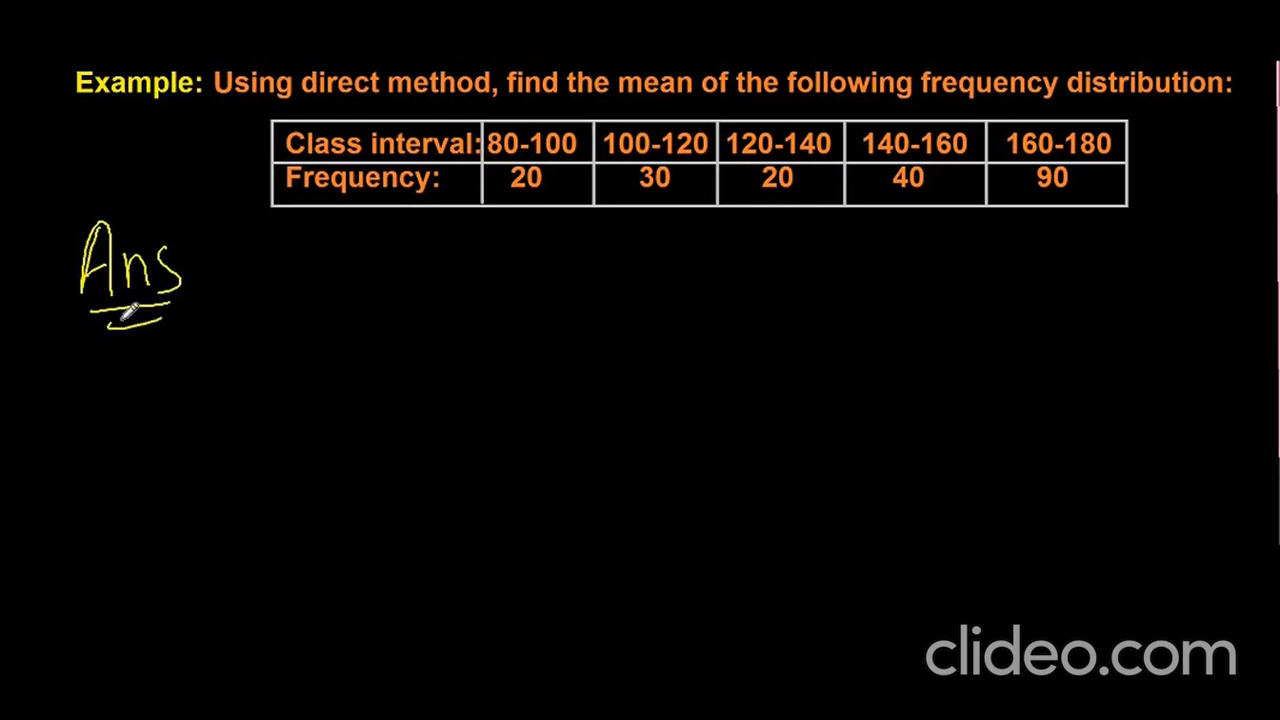 Example: Using direct method, find the mean of the following frequency distribution:
Class interval: 80-100 100-120 120-140 140-160 160-180
Frequency: 20 30 20 40 90
Ans
clideo.com